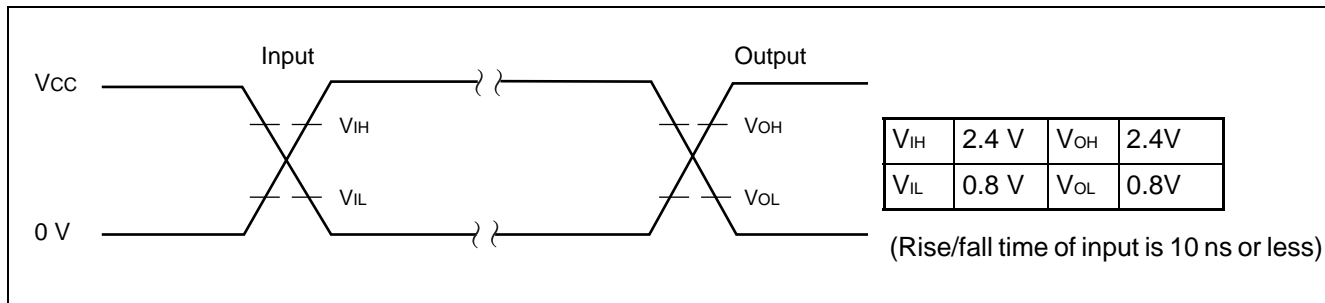 Input Output
VCC
VIH VOH
VIH 2.4 V VOH 2.4V
VIL 0.8 V VOL 0.8V
VIL VOL
0 V
(Rise/fall time of input is 10 ns or less)